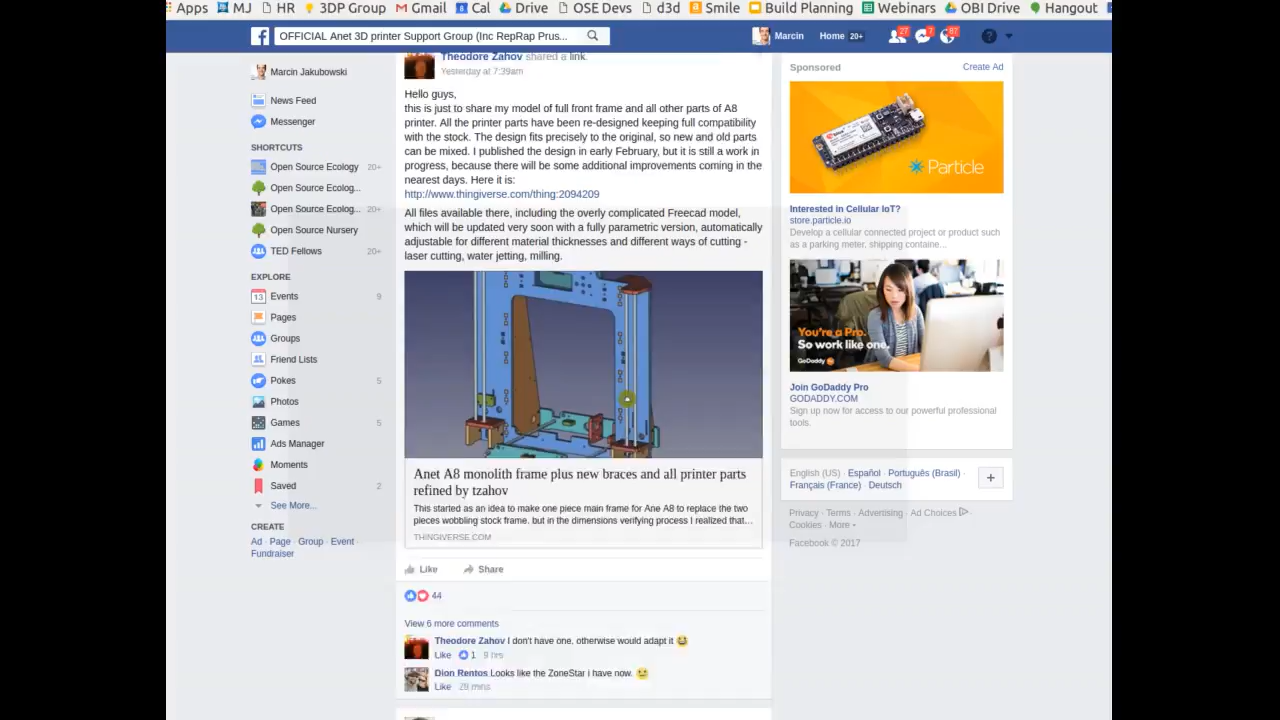 Apps MJ HR 3DP Group Gmail Cal Drive OSE Devs d3d Smile Build Planning Webinars OBI Drive Hangout
OFFICIAL Anet 3D printer Support Group (Inc RepRap Prus...
Marcin Home 20+ 27 7 87
Marcin Jakubowski
News Feed
Messenger
SHORTCUTS
Open Source Ecology 20+
Open Source Ecolog...
Open Source Ecolog... 20+
Open Source Nursery
TED Fellows 20+
EXPLORE
Events 9
Pages
Groups
Friend Lists
Pokes 5
Photos
Games 5
Ads Manager
Moments
Saved 2
See More...
CREATE
Ad · Page · Group · Event ·
Fundraiser
Theodore Zahov shared a link.
Yesterday at 7:39am
Hello guys,
this is just to share my model of full front frame and all other parts of A8
printer. All the printer parts have been re-designed keeping full compatibility
with the stock. The design fits precisely to the original, so new and old parts
can be mixed. I published the design in early February, but it is still a work in
progress, because there will be some additional improvements coming in the
nearest days. Here it is:
http://www.thingiverse.com/thing:2094209
All files available there, including the overly complicated Freecad model,
which will be updated very soon with a fully parametric version, automatically
adjustable for different material thicknesses and different ways of cutting -
laser cutting, water jetting, milling.
Anet A8 monolith frame plus new braces and all printer parts
refined by tzahov
This started as an idea to make one piece main frame for Ane A8 to replace the two
pieces wobbling stock frame, but in the dimensions verifying process I realized that...
THINGIVERSE.COM
Like Share
44
View 6 more comments
Theodore Zahov I don't have one, otherwise would adapt it
Like 1 9 hrs
Dion Rentos Looks like the ZoneStar i have now.
Like 29 mins
Sponsored Create Ad
Particle
Interested in Cellular IoT?
store.particle.io
Develop a cellular connected project or product such
as a parking meter, shipping containe...
You're a Pro.
So work like one.
GoDaddy
Join GoDaddy Pro
GODADDY.COM
Sign up now for access to our powerful professional
tools.
English (US) · Español · Português (Brasil) ·
Français (France) · Deutsch
Privacy · Terms · Advertising · Ad Choices ·
Cookies · More
Facebook © 2017